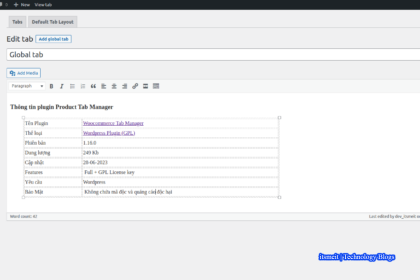 New View tab
Tabs Default Tab Layout
Edit tab Add global tab
Global tab
Add Media
Paragraph B I
Thông tin plugin Product Tab Manager
Tên Plugin Woocommerce Tab Manager
Thể loại Wordpress Plugin (GPL)
Phiên bản 1.10.0
Dung lượng 249 Kb
Cập nhật 28-06-2023
Features Full + GPL License key
Yêu cầu Wordpress
Bảo Mật Không chứa mã độc và quảng cáo độc hại
Word count: 42 Last edited by dev_itsmeit
itsmeit | Technology Blogs